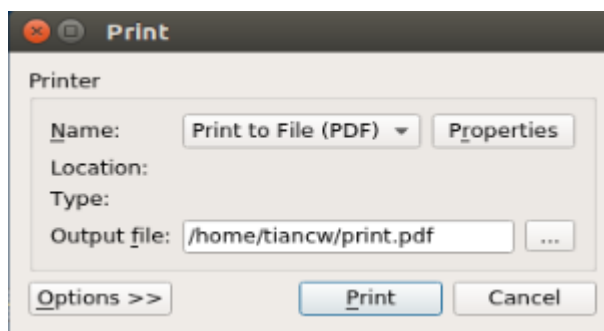 Print
Printer
Name: Print to File (PDF) Properties
Location:
Type:
Output file: /home/tiancw/print.pdf ...
Options >> Print Cancel